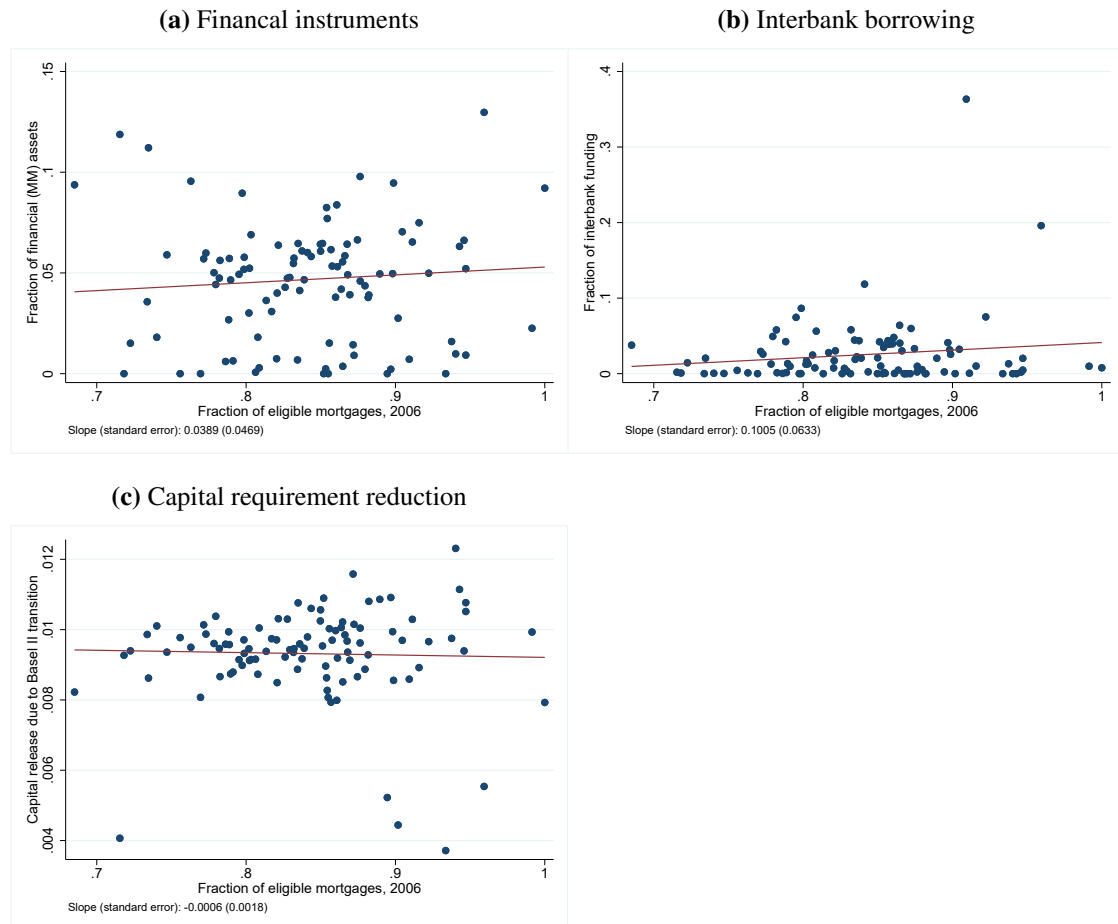 (a) Financal instruments
Fraction of financial (MM) assets
.15
.1
.05
0
.7 .8 .9 1
Fraction of eligible mortgages, 2006
Slope (standard error): 0.0389 (0.0469)
(b) Interbank borrowing
Fraction of interbank funding
.4
.3
.2
.1
0
.7 .8 .9 1
Fraction of eligible mortgages, 2006
Slope (standard error): 0.1005 (0.0633)
(c) Capital requirement reduction
Capital release due to Basel II transition
.012
.01
.008
.006
.004
.7 .8 .9 1
Fraction of eligible mortgages, 2006
Slope (standard error): -0.0006 (0.0018)